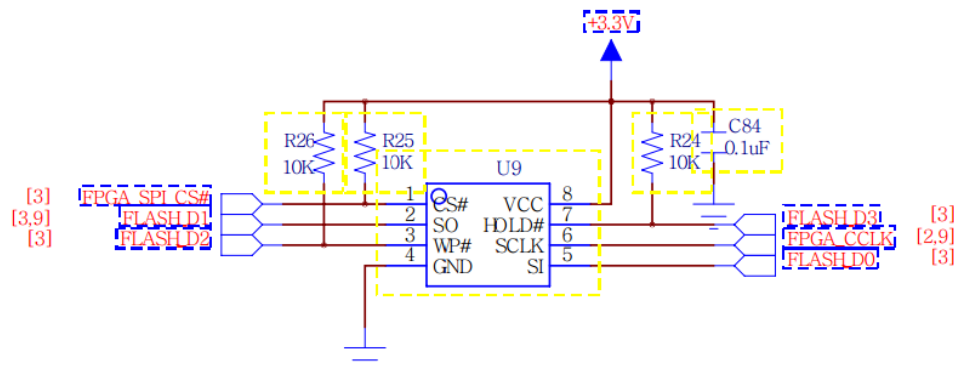 +3.3V
R26
10K
R25
10K
R24
10K
C84
0.1uF
U9
[3] FPGA_SPI_CS#
[3,9] FLASH_D1
[3] FLASH_D2
1 CS#
2 SO
3 WP#
4 GND
VCC 8
HOLD# 7
SCLK 6
SI 5
FLASH_D3 [3]
FPGA_CCLK [2,9]
FLASH_D0 [3]